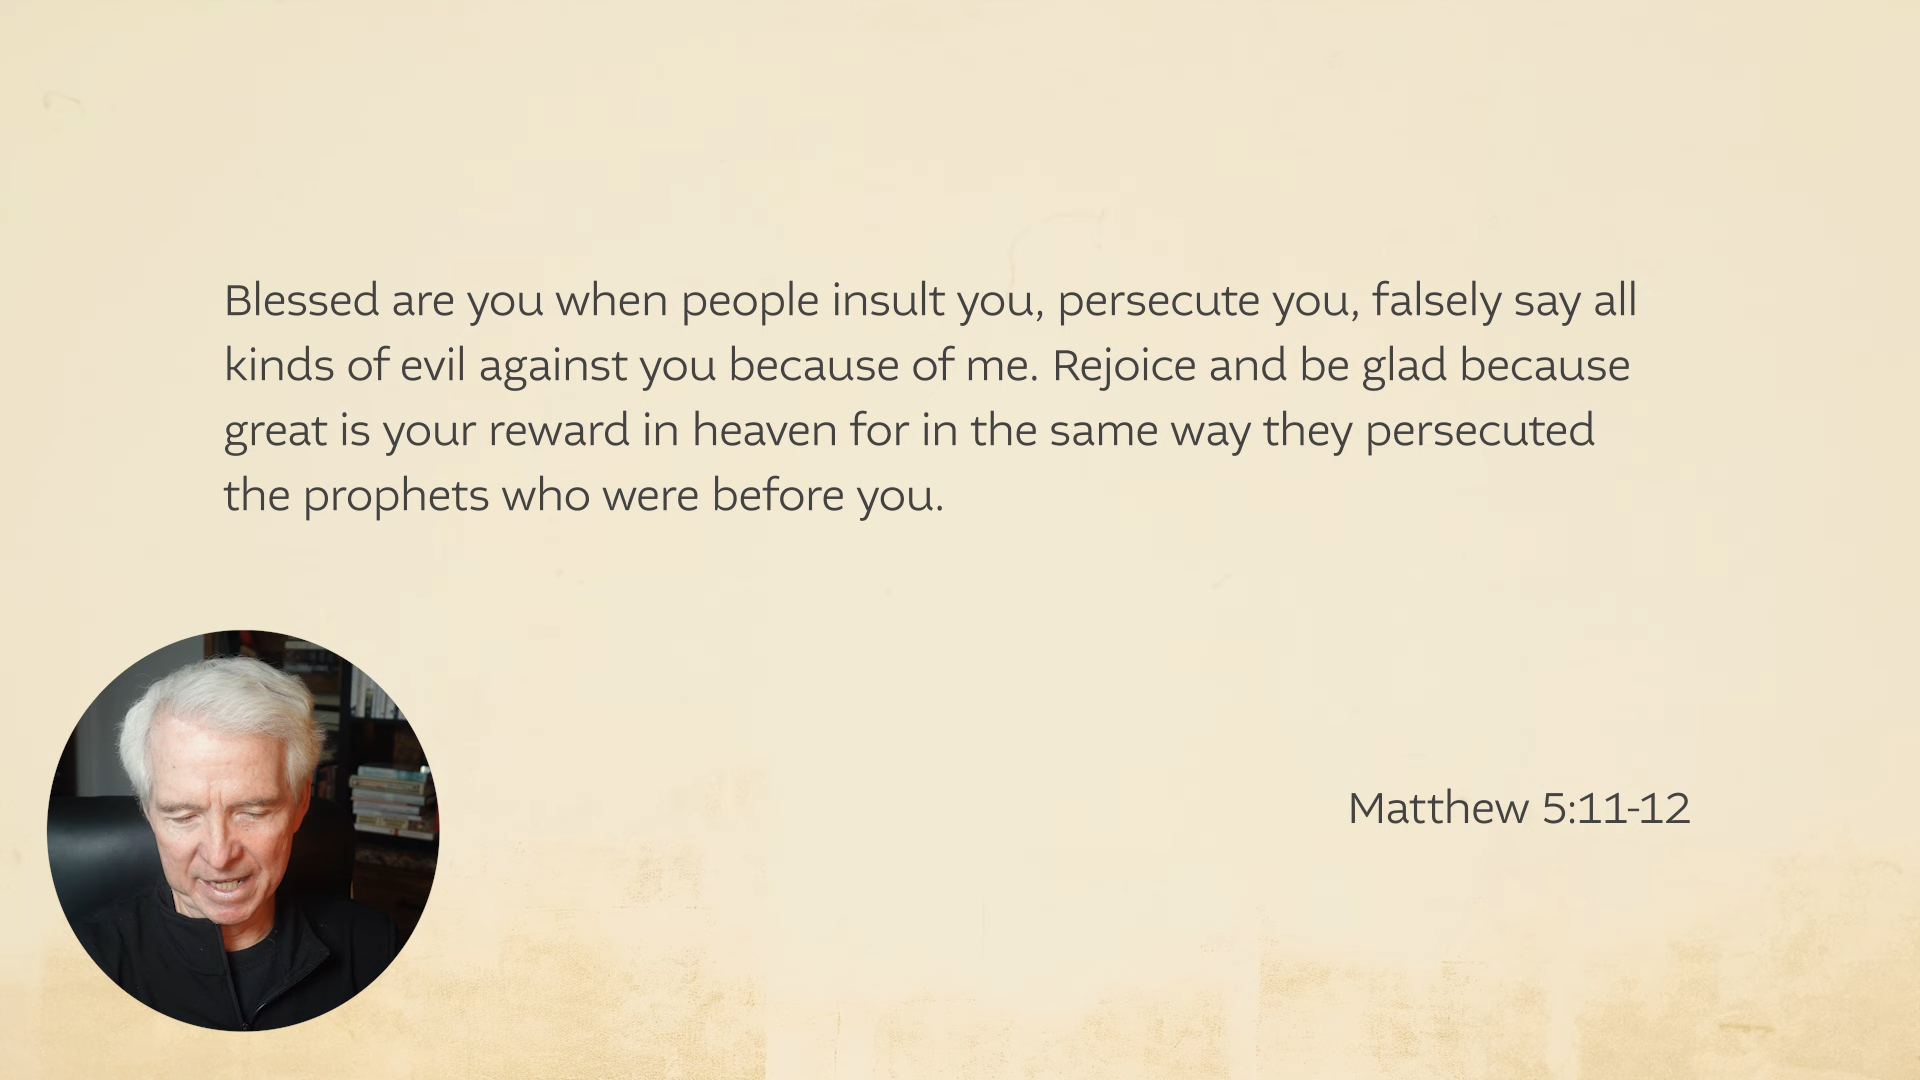 Blessed are you when people insult you, persecute you, falsely say all
kinds of evil against you because of me. Rejoice and be glad because
great is your reward in heaven for in the same way they persecuted
the prophets who were before you.
Matthew 5:11-12